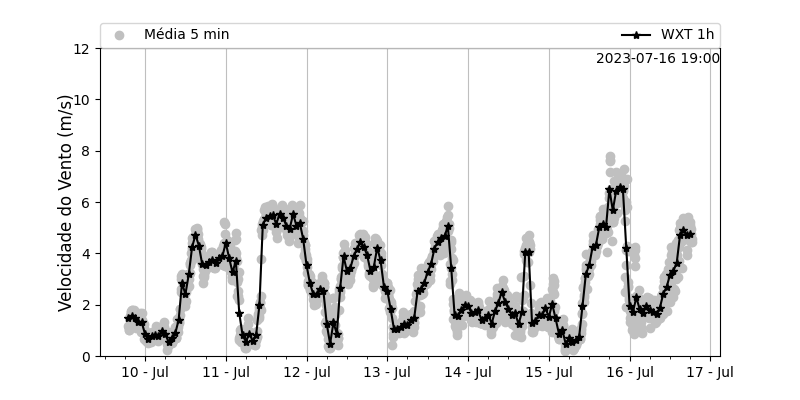 Média 5 min
WXT 1h
2023-07-16 19:00
Velocidade do Vento (m/s)
12
10
8
6
4
2
0
10 - Jul 11 - Jul 12 - Jul 13 - Jul 14 - Jul 15 - Jul 16 - Jul 17 - Jul